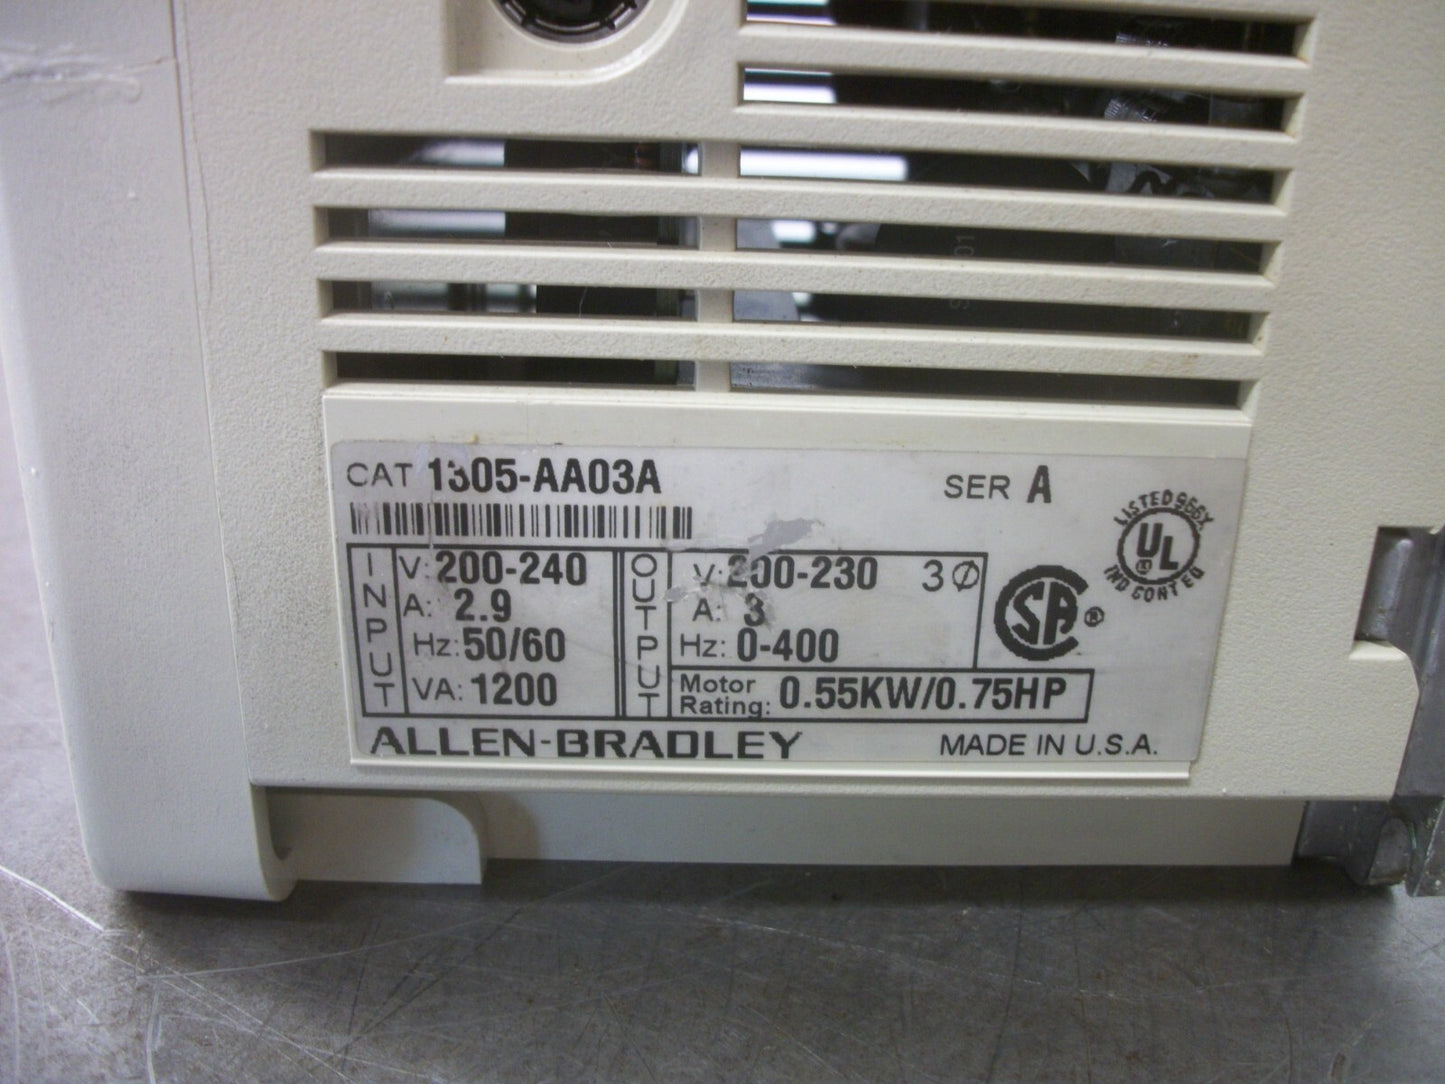 CAT 1305-AA03A
SER A
LISTED 966X
UL ®
IND CONT EQ
INPUT
V: 200-240
A: 2.9
Hz: 50/60
VA: 1200
OUTPUT
V: 200-230 3Ø
A: 3
Hz: 0-400
Motor Rating: 0.55KW/0.75HP
SA ®
ALLEN-BRADLEY
MADE IN U.S.A.